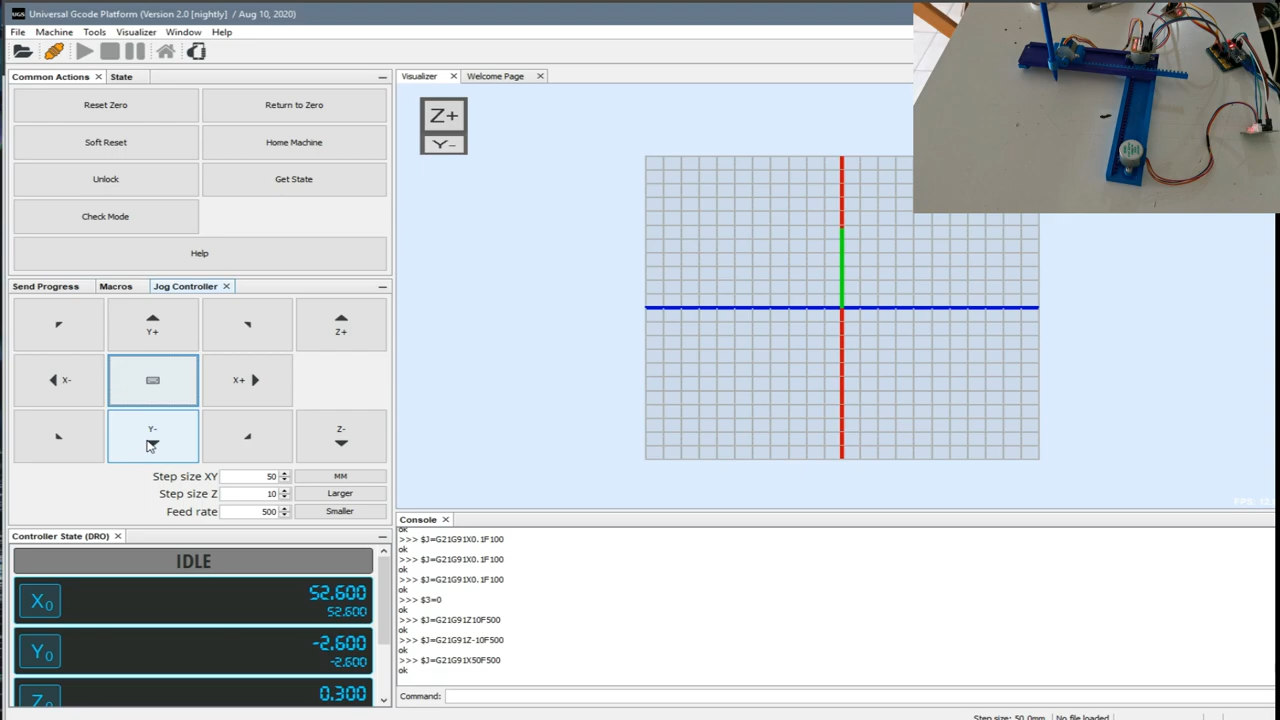 UGS Universal Gcode Platform (Version 2.0 [nightly] / Aug 10, 2020)
File Machine Tools Visualizer Window Help
Common Actions State
Reset Zero Return to Zero
Soft Reset Home Machine
Unlock Get State
Check Mode
Help
Send Progress Macros Jog Controller
Y+ Z+
X- X+
Y- Z-
Step size XY 50 MM
Step size Z 10 Larger
Feed rate 500 Smaller
Controller State (DRO)
IDLE
X0 52.600
52.600
Y0 -2.600
-2.600
Z0 0.300
Visualizer Welcome Page
Z+
Y-
Console
ok
>>> $J=G21G91X0.1F100
ok
>>> $J=G21G91X0.1F100
ok
>>> $J=G21G91X0.1F100
ok
>>> $3=0
ok
>>> $J=G21G91Z10F500
ok
>>> $J=G21G91Z-10F500
ok
>>> $J=G21G91X50F500
ok
Command:
Step size: 50.0mm No file loaded